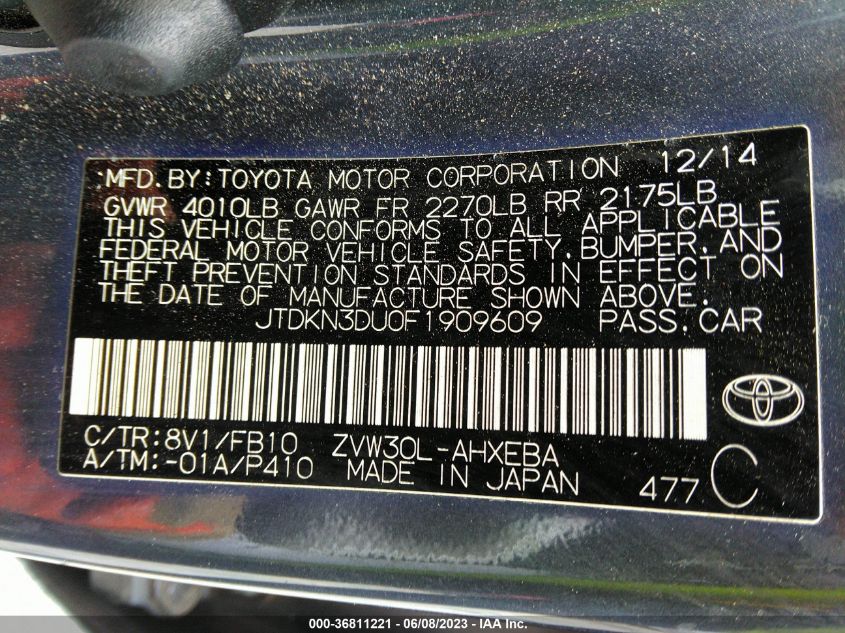 MFD.BY:TOYOTA MOTOR CORPORATION 12/14
GVWR 4010LB GAWR FR 2270LB RR 2175LB
THIS VEHICLE CONFORMS TO ALL APPLICABLE
FEDERAL MOTOR VEHICLE SAFETY,BUMPER,AND
THEFT PREVENTION STANDARDS IN EFFECT ON
THE DATE OF MANUFACTURE SHOWN ABOVE.
JTDKN3DU0F1909609 PASS.CAR
C/TR:8V1/FB10 ZVW30L-AHXEBA
A/TM:-01A/P410 MADE IN JAPAN 477 C
000-36811221 - 06/08/2023 - IAA Inc.